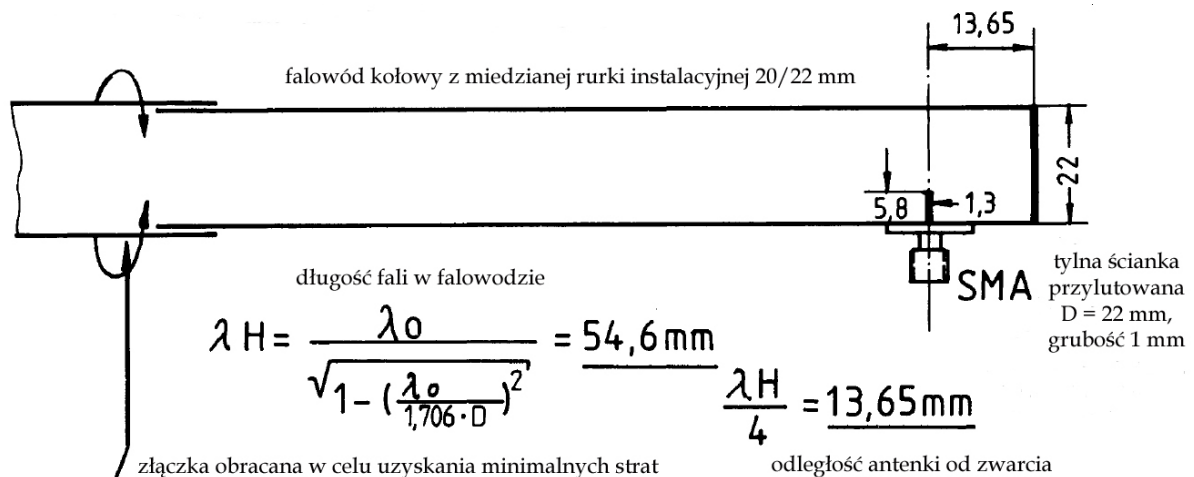 13,65
falowód kołowy z miedzianej rurki instalacyjnej 20/22 mm
22
5,8
1,3
SMA
tylna ścianka
przylutowana
D = 22 mm,
grubość 1 mm
długość fali w falowodzie
λH = λ0 / √(1-(λ0 / 1,706·D)²) = 54,6mm
λH / 4 = 13,65mm
złączka obracana w celu uzyskania minimalnych strat
odległość antenki od zwarcia